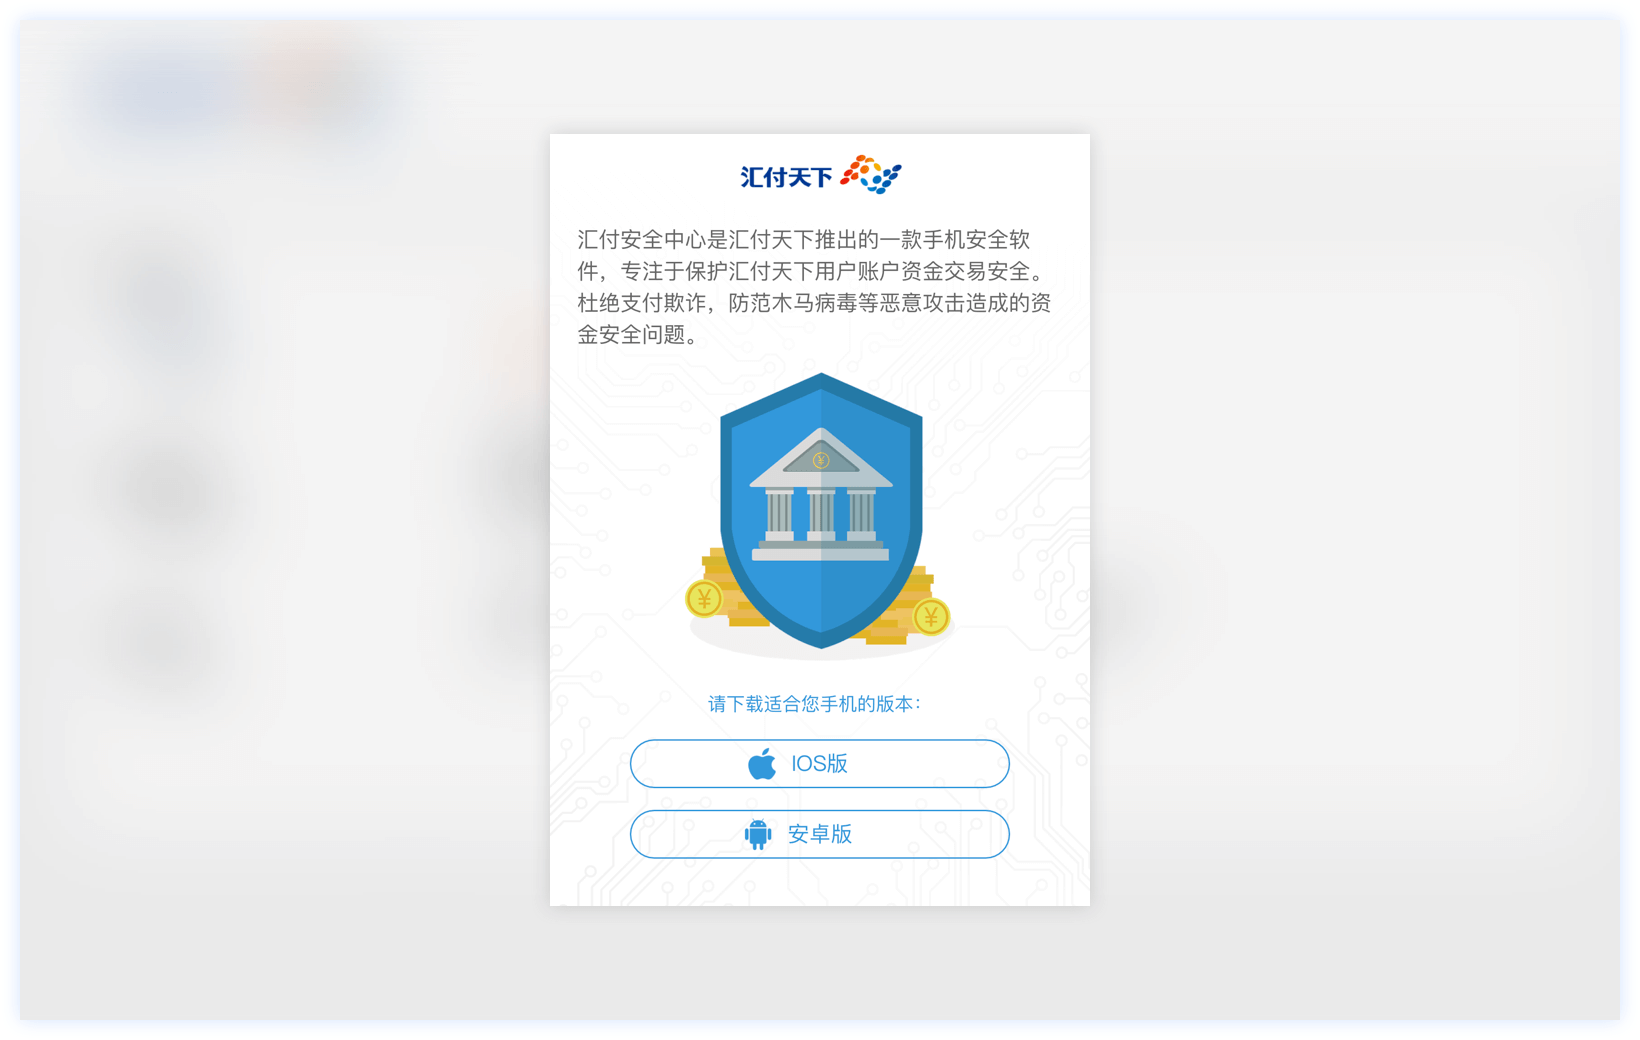 汇付天下
汇付安全中心是汇付天下推出的一款手机安全软
件，专注于保护汇付天下用户账户资金交易安全。
杜绝支付欺诈，防范木马病毒等恶意攻击造成的资
金安全问题。
¥
¥
¥
请下载适合您手机的版本：
IOS版
安卓版